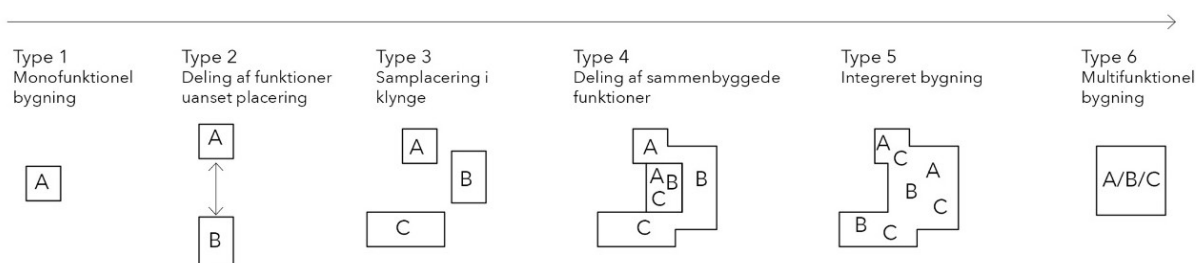 Type 1
Monofunktionel
bygning
Type 2
Deling af funktioner
uanset placering
Type 3
Samplacering i
klynge
Type 4
Deling af sammenbyggede
funktioner
Type 5
Integreret bygning
Type 6
Multifunktionel
bygning
A
A
B
A
B
C
A
A B
C
B
C
A
C
A
B
C
B
C
A/B/C